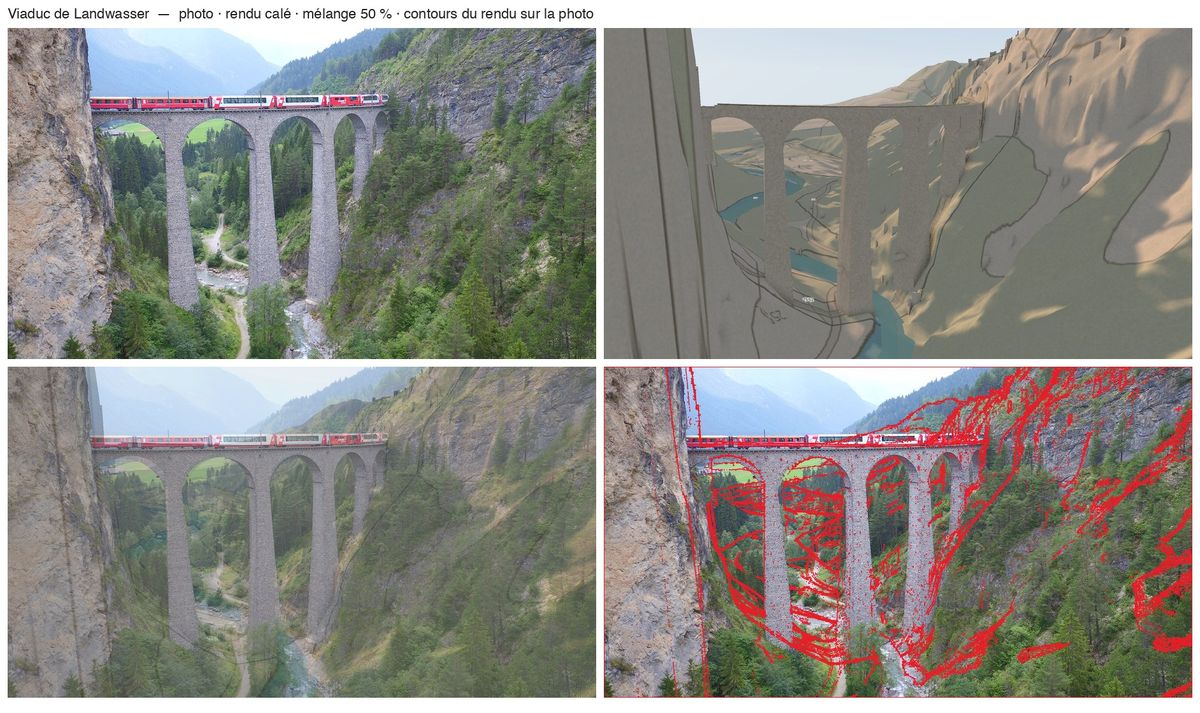 Viaduc de Landwasser — photo · rendu calé · mélange 50 % · contours du rendu sur la photo